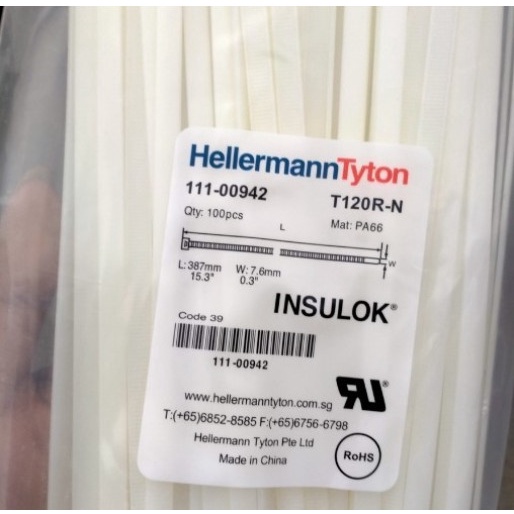 HellermannTyton
111-00942 T120R-N
Qty: 100pcs Mat: PA66
L
W
L:387mm W:7.6mm
15.3" 0.3"
INSULOK®
Code 39
111-00942
www.hellermanntyton.com.sg
T:(+65)6852-8585 F:(+65)6756-6798
Hellermann Tyton Pte Ltd
Made in China
RoHS